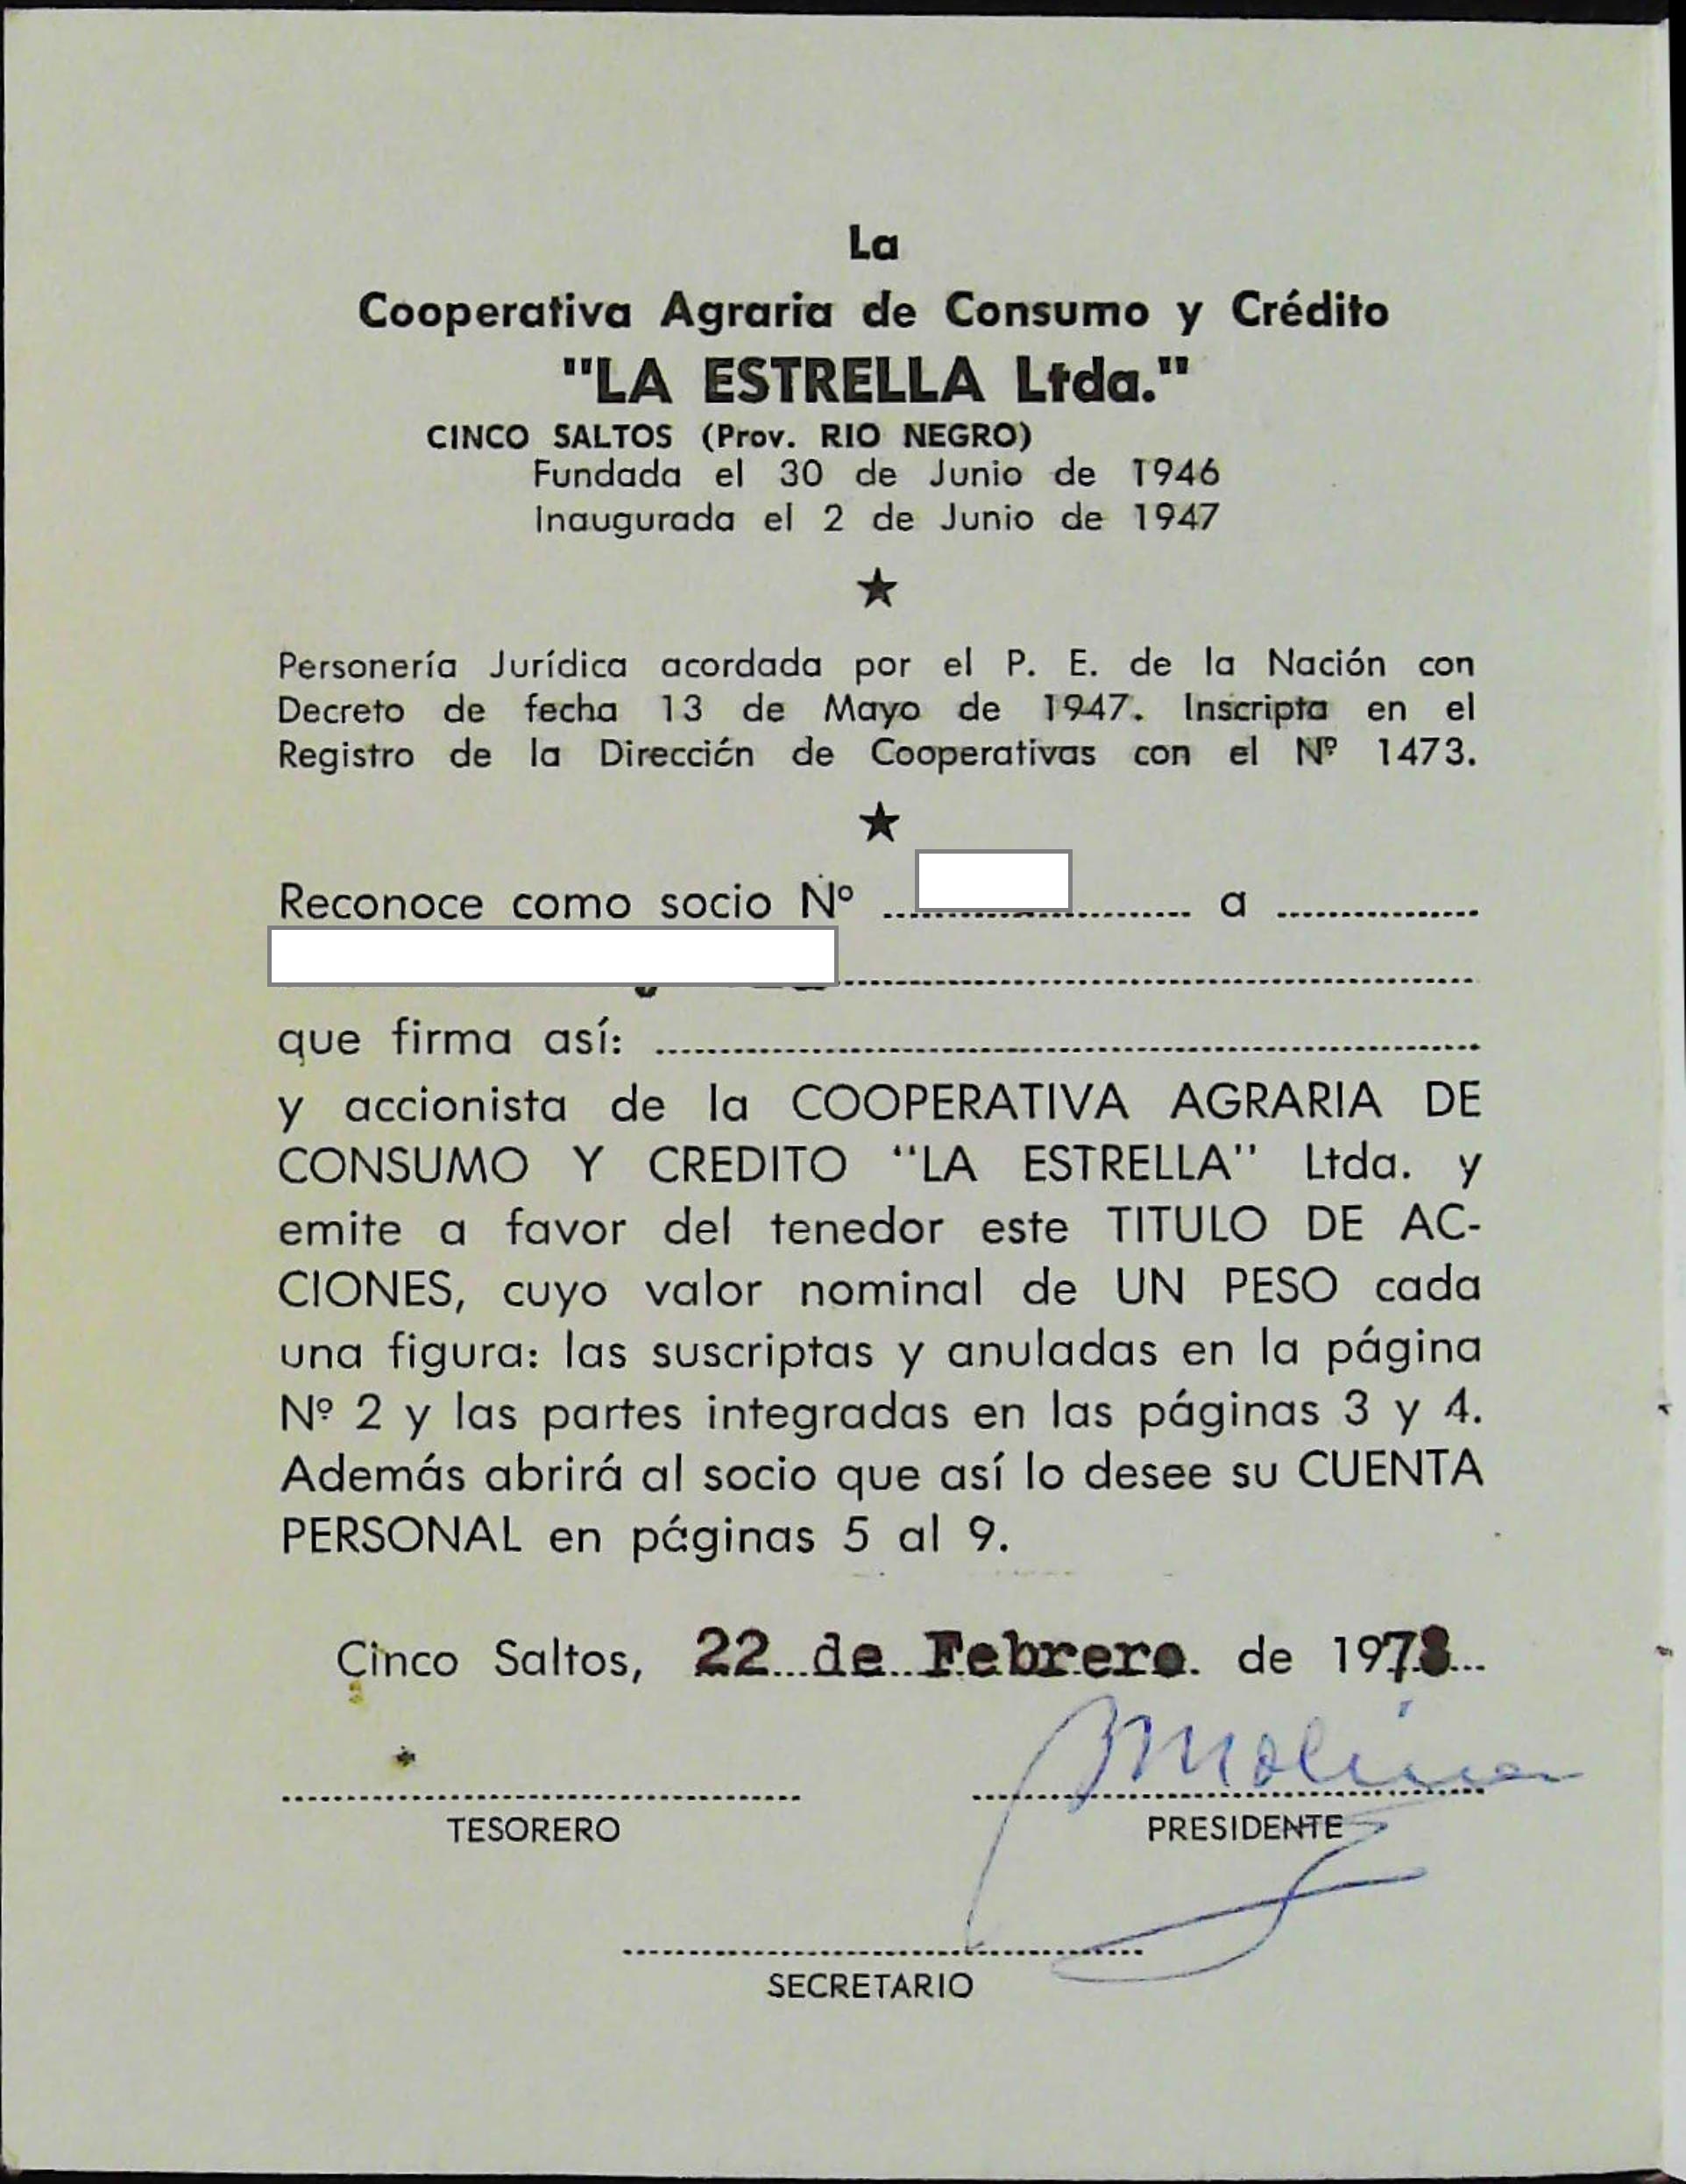 La
Cooperativa Agraria de Consumo y Crédito
"LA ESTRELLA Ltda."
CINCO SALTOS (Prov. RIO NEGRO)
Fundada el 30 de Junio de 1946
Inaugurada el 2 de Junio de 1947
Personería Jurídica acordada por el P. E. de la Nación con
Decreto de fecha 13 de Mayo de 1947. Inscripta en el
Registro de la Dirección de Cooperativas con el Nº 1473.
Reconoce como socio Nº a
que firma así:
y accionista de la COOPERATIVA AGRARIA DE
CONSUMO Y CREDITO "LA ESTRELLA" Ltda. y
emite a favor del tenedor este TITULO DE AC-
CIONES, cuyo valor nominal de UN PESO cada
una figura: las suscriptas y anuladas en la página
Nº 2 y las partes integradas en las páginas 3 y 4.
Además abrirá al socio que así lo desee su CUENTA
PERSONAL en páginas 5 al 9.
Cinco Saltos, 22 de Febrero de 1978
TESORERO
PRESIDENTE
SECRETARIO